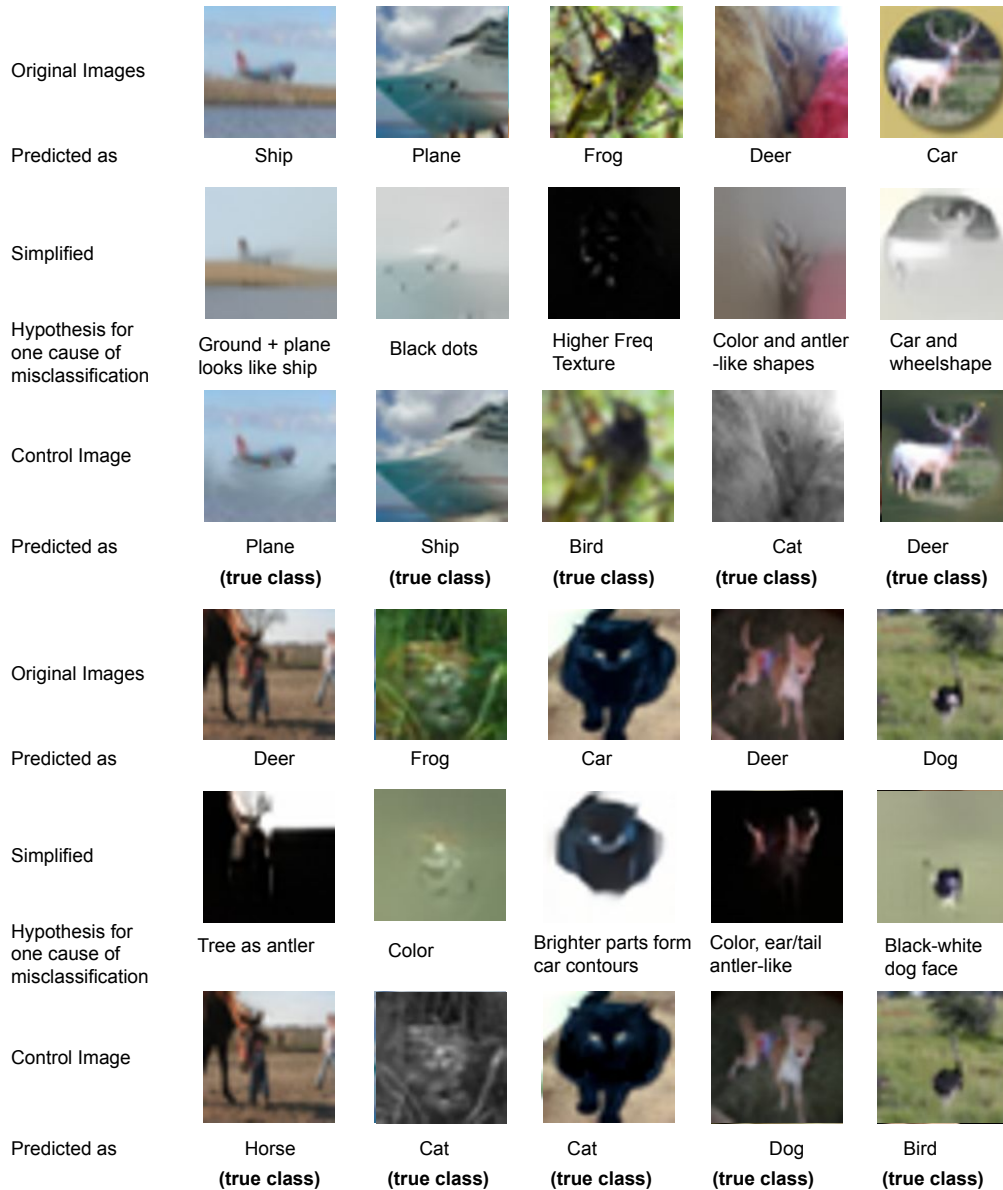 Original Images
Predicted as Ship Plane Frog Deer Car
Simplified
Hypothesis for
one cause of
misclassification
Ground + plane
looks like ship
Black dots
Higher Freq
Texture
Color and antler
-like shapes
Car and
wheelshape
Control Image
Predicted as Plane Ship Bird Cat Deer
(true class) (true class) (true class) (true class) (true class)
Original Images
Predicted as Deer Frog Car Deer Dog
Simplified
Hypothesis for
one cause of
misclassification
Tree as antler
Color
Brighter parts form
car contours
Color, ear/tail
antler-like
Black-white
dog face
Control Image
Predicted as Horse Cat Cat Dog Bird
(true class) (true class) (true class) (true class) (true class)